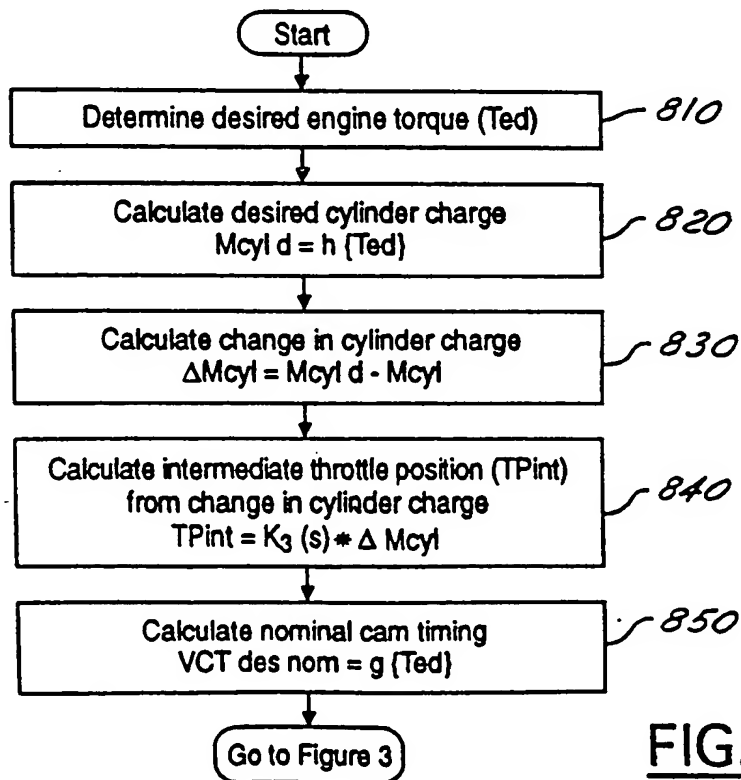 Start
Determine desired engine torque (Ted)
810
Calculate desired cylinder charge
Mcyl d = h {Ted}
820
Calculate change in cylinder charge
ΔMcyl = Mcyl d - Mcyl
830
Calculate intermediate throttle position (TPint)
from change in cylinder charge
TPint = K₃ (s) * Δ Mcyl
840
Calculate nominal cam timing
VCT des nom = g {Ted}
850
Go to Figure 3
FIG.